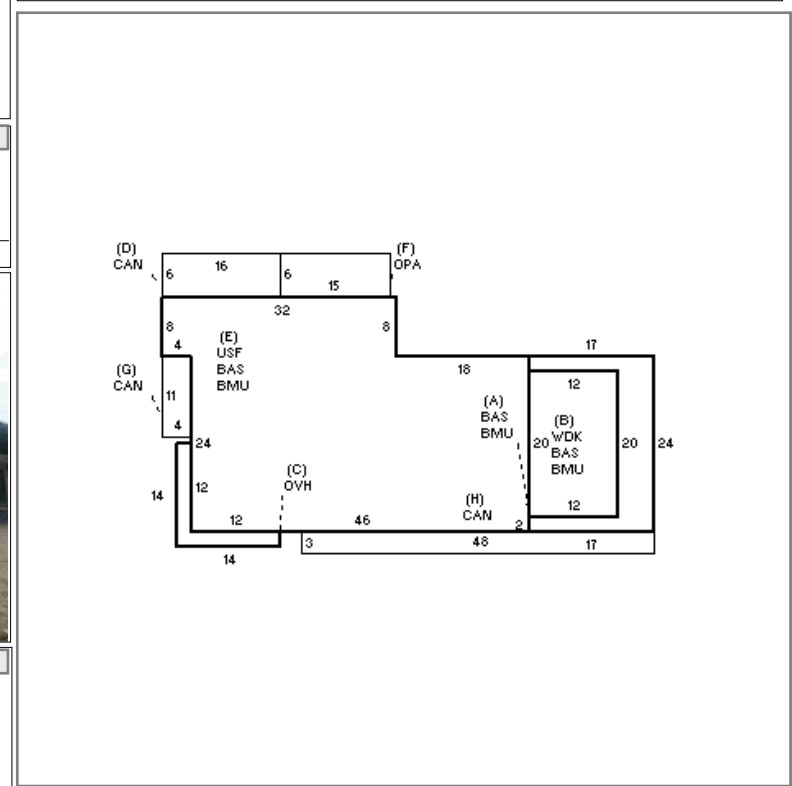 (D)
CAN
6
16
6
15
(F)
OPA
32
8
8
4
(E)
USF
BAS
BMU
17
18
(G)
CAN
11
4
12
(A)
BAS
BMU
(B)
WDK
BAS
BMU
20
20
24
24
14
12
(C)
OVH
12
46
(H)
CAN
12
2
3
48
17
14